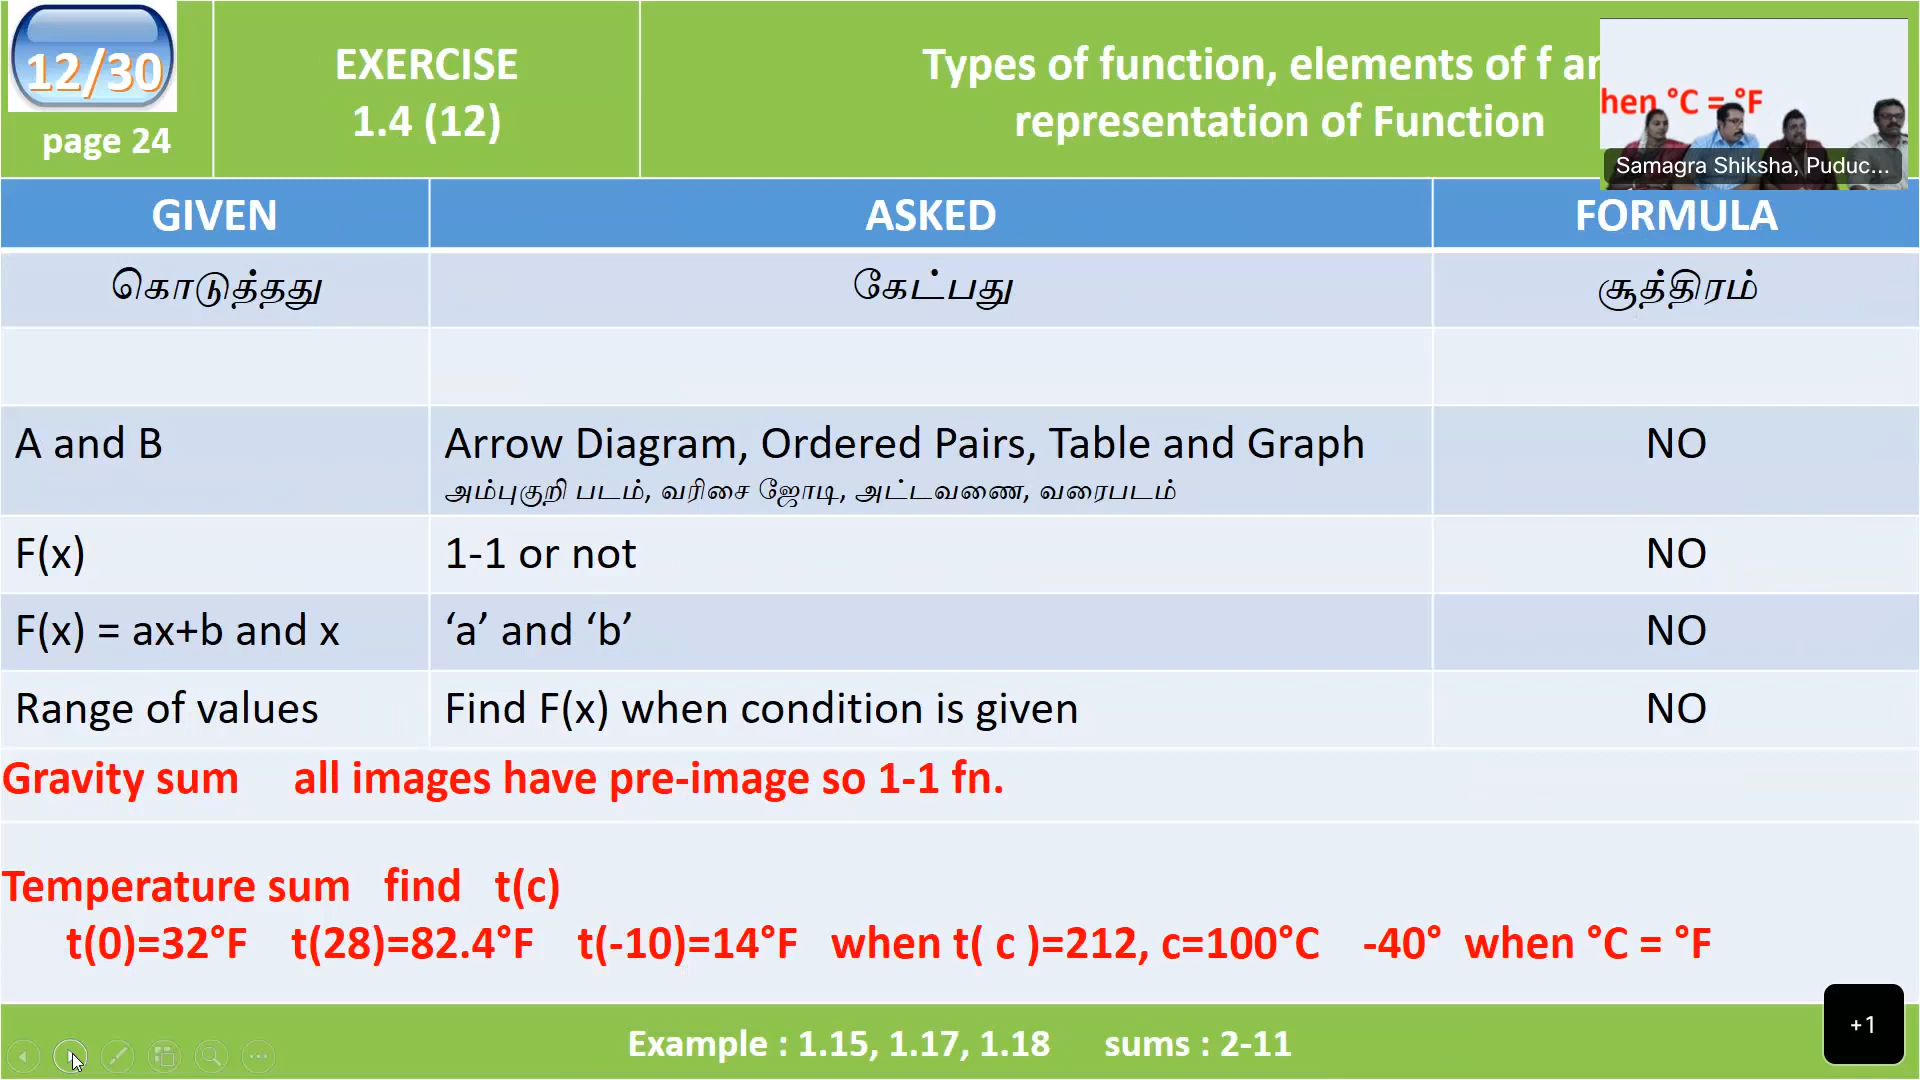 12/30
page 24
EXERCISE
1.4 (12)
Types of function, elements of f
representation of Function
hen °C = °F
Samagra Shiksha, Puduc...
GIVEN ASKED FORMULA
கொடுத்தது கேட்பது சூத்திரம்
A and B Arrow Diagram, Ordered Pairs, Table and Graph NO
அம்புகுறி படம், வரிசை ஜோடி, அட்டவணை, வரைபடம்
F(x) 1-1 or not NO
F(x) = ax+b and x ‘a’ and ‘b’ NO
Range of values Find F(x) when condition is given NO
Gravity sum all images have pre-image so 1-1 fn.
Temperature sum find t(c)
t(0)=32°F t(28)=82.4°F t(-10)=14°F when t( c )=212, c=100°C -40° when °C = °F
Example : 1.15, 1.17, 1.18 sums : 2-11
+1